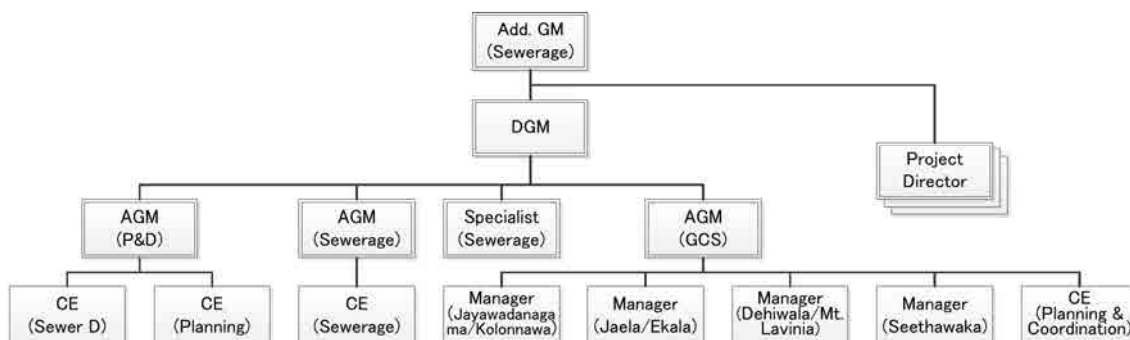 Add. GM
(Sewerage)
DGM
Project
Director
AGM
(P&D)
AGM
(Sewerage)
Specialist
(Sewerage)
AGM
(GCS)
CE
(Sewer D)
CE
(Planning)
CE
(Sewerage)
Manager
(Jayawadanaga
ma/Kolonnawa)
Manager
(Jaela/Ekala)
Manager
(Dehiwala/Mt.
Lavinia)
Manager
(Seethawaka)
CE
(Planning &
Coordination)